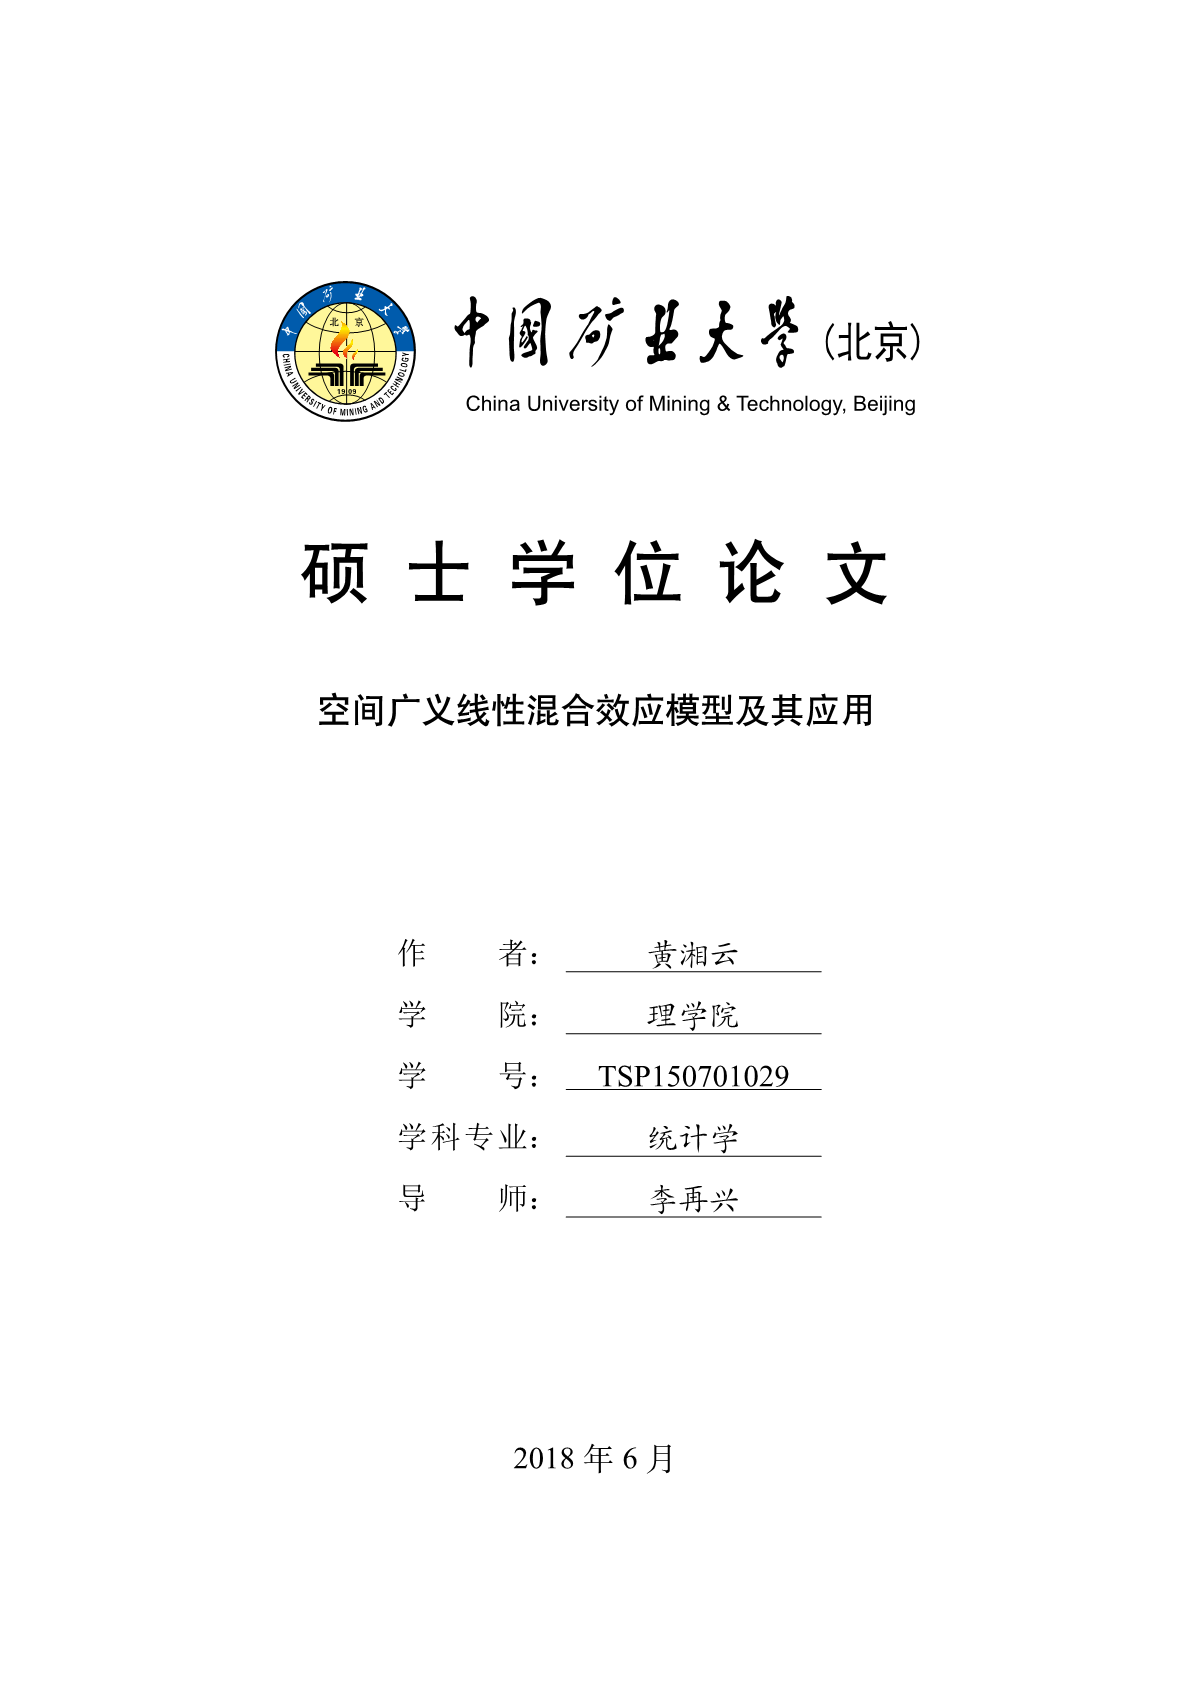 中国矿业大学
北京
1909
CHINA UNIVERSITY OF MINING AND TECHNOLOGY
中国矿业大学(北京)
China University of Mining & Technology, Beijing
硕士学位论文
空间广义线性混合效应模型及其应用
作者: 黄湘云
学院: 理学院
学号: TSP150701029
学科专业: 统计学
导师: 李再兴
2018 年 6 月